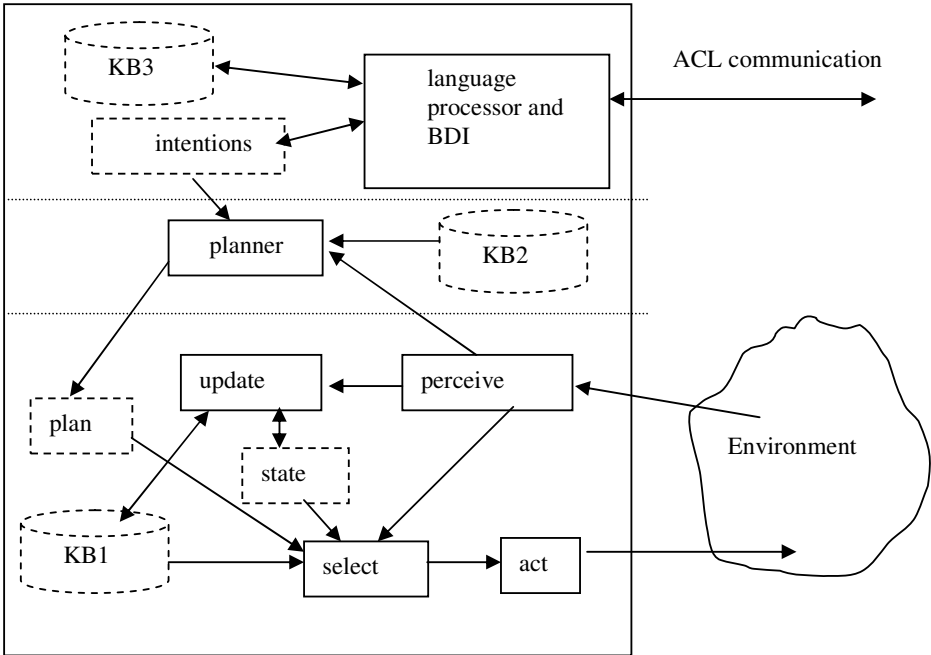 KB3
language
processor and
BDI
ACL communication
intentions
planner
KB2
update
perceive
plan
Environment
state
KB1
select
act